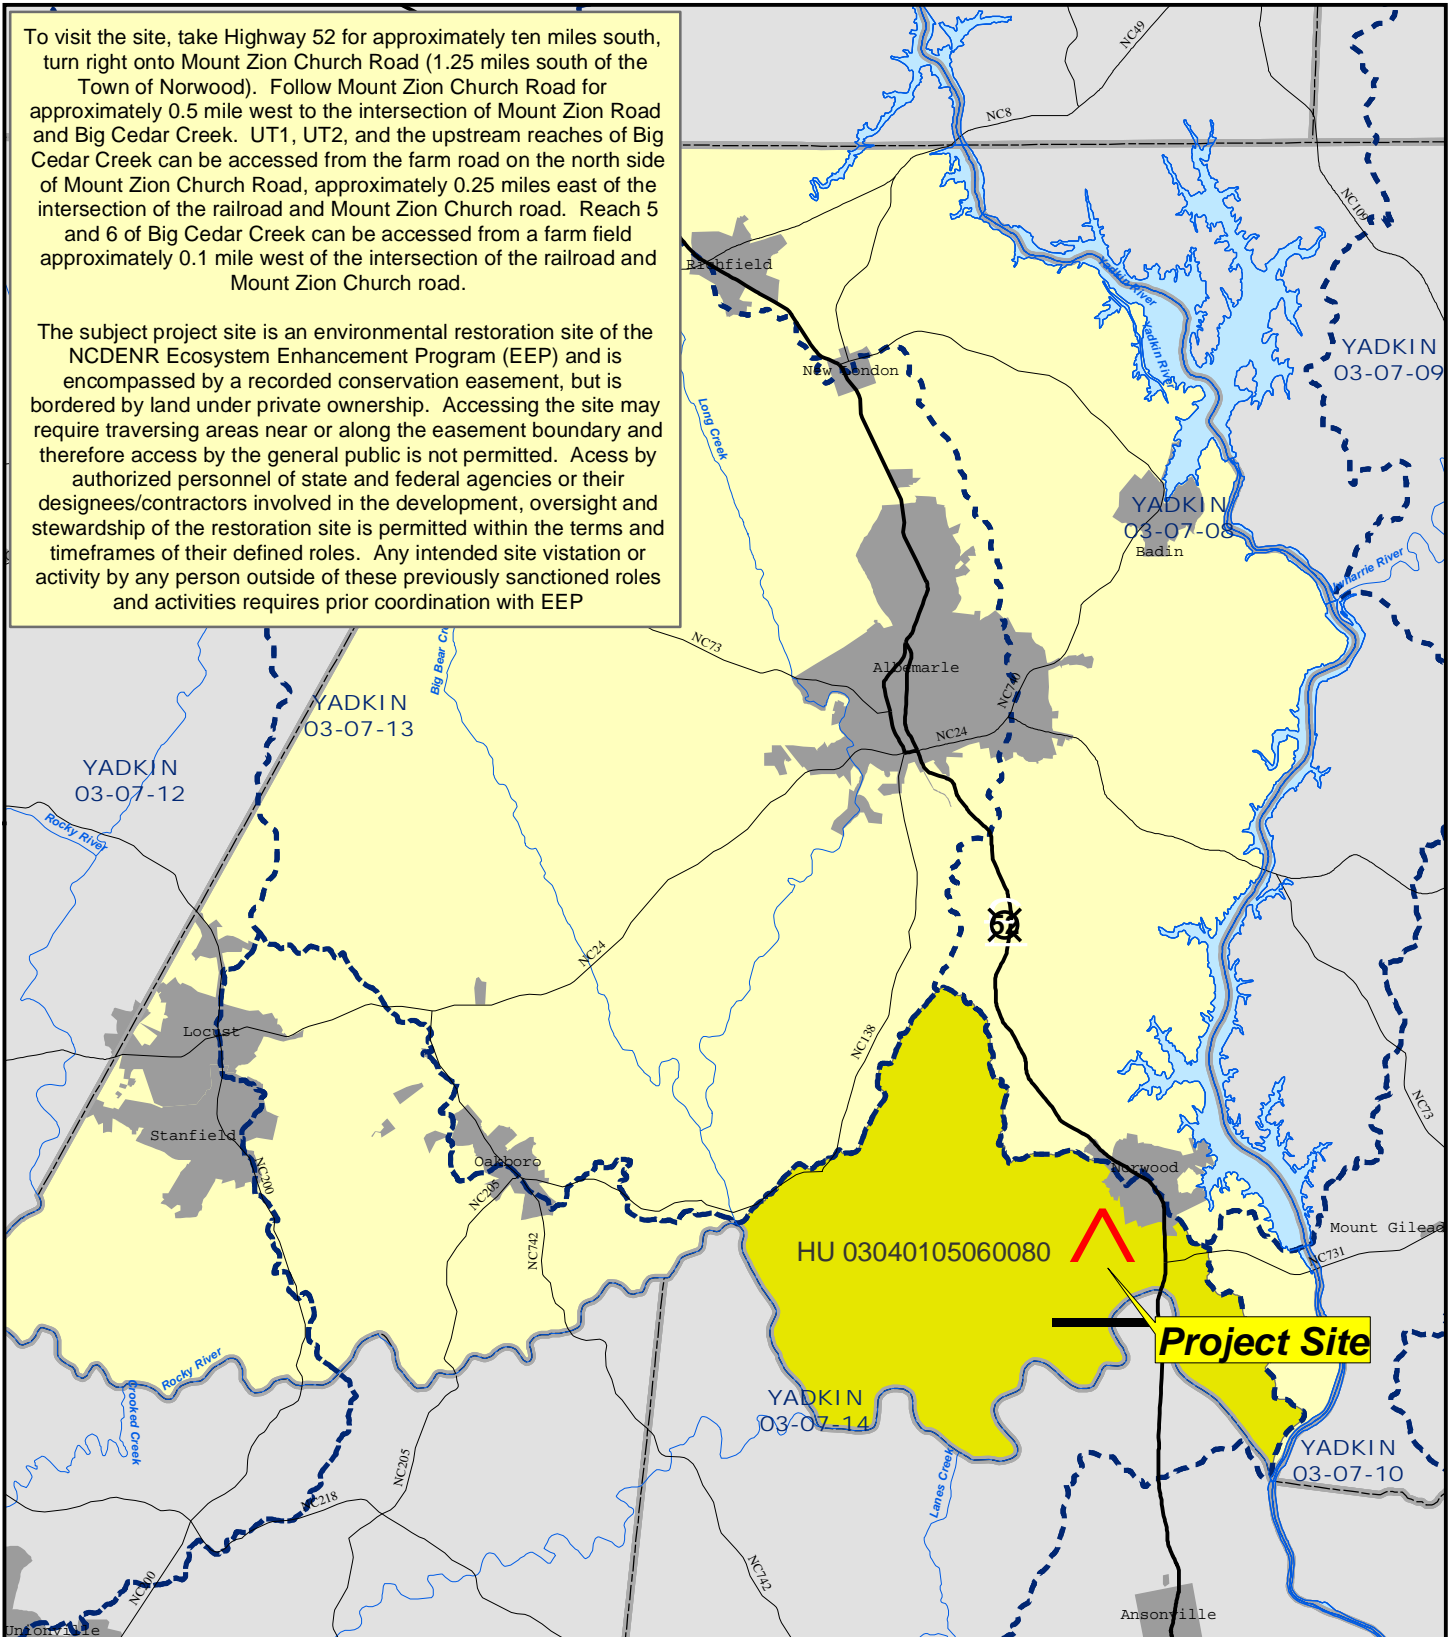 To visit the site, take Highway 52 for approximately ten miles south,
turn right onto Mount Zion Church Road (1.25 miles south of the
Town of Norwood). Follow Mount Zion Church Road for
approximately 0.5 mile west to the intersection of Mount Zion Road
and Big Cedar Creek. UT1, UT2, and the upstream reaches of Big
Cedar Creek can be accessed from the farm road on the north side
of Mount Zion Church Road, approximately 0.25 miles east of the
intersection of the railroad and Mount Zion Church road. Reach 5
and 6 of Big Cedar Creek can be accessed from a farm field
approximately 0.1 mile west of the intersection of the railroad and
Mount Zion Church road.
The subject project site is an environmental restoration site of the
NCDENR Ecosystem Enhancement Program (EEP) and is
encompassed by a recorded conservation easement, but is
bordered by land under private ownership. Accessing the site may
require traversing areas near or along the easement boundary and
therefore access by the general public is not permitted. Acess by
authorized personnel of state and federal agencies or their
designees/contractors involved in the development, oversight and
stewardship of the restoration site is permitted within the terms and
timeframes of their defined roles. Any intended site vistation or
activity by any person outside of these previously sanctioned roles
and activities requires prior coordination with EEP
NC49
NC8
NC109
Richfield
Yadkin River
Yadkin River
YADKIN
03-07-09
New London
Long Creek
YADKIN
03-07-08
Badin
Uwharrie River
NC73
Big Bear
Albemarle
NC740
NC24
YADKIN
03-07-13
YADKIN
03-07-12
Rocky River
52
NC24
Locust
NC138
NC73
Stanfield
Oakboro
NC200
NC205
NC742
Norwood
Mount Gilead
NC731
HU 03040105060080
Project Site
Rocky River
Crooked Creek
YADKIN
03-07-14
NC205
Lanes Creek
YADKIN
03-07-10
NC218
NC200
NC742
Unionville
Ansonville